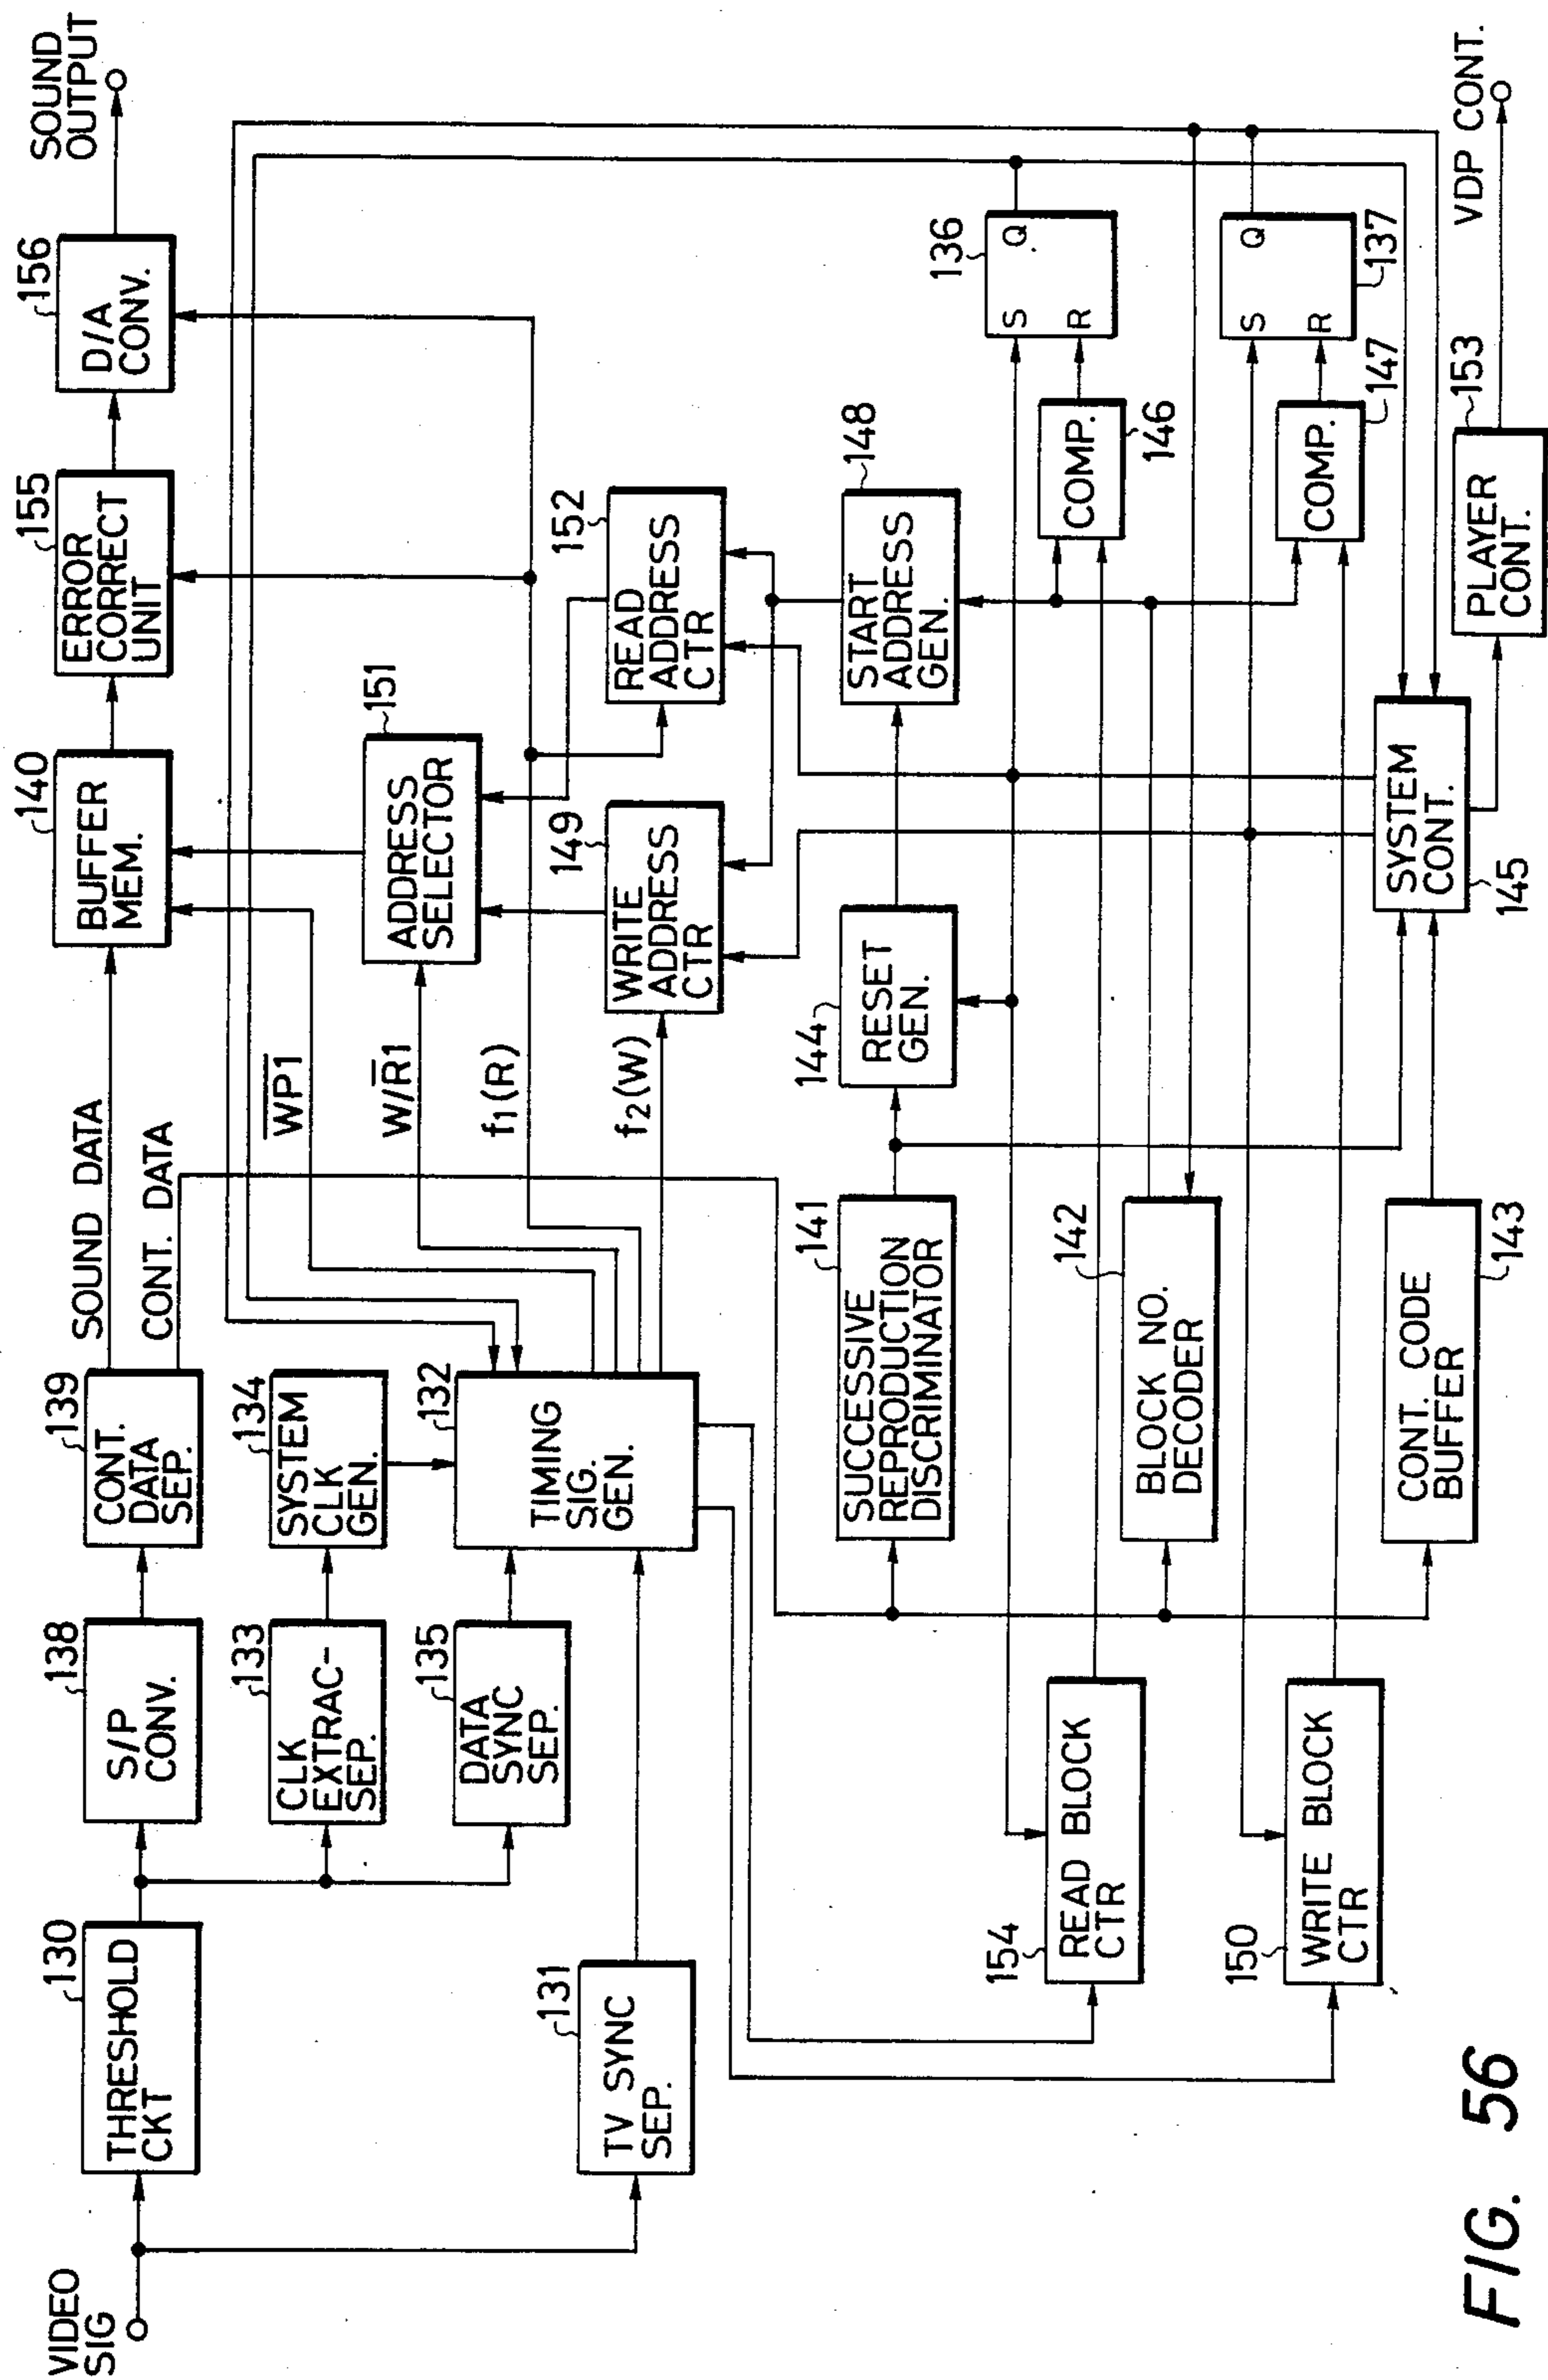 VIDEO
SIG
130
THRESHOLD
CKT
138
S/P
CONV.
139
CONT.
DATA
SEP.
SOUND DATA
CONT. DATA
140
BUFFER
MEM.
155
ERROR
CORRECT
UNIT
156
D/A
CONV.
SOUND
OUTPUT
133
CLK
EXTRAC-
SEP.
134
SYSTEM
CLK
GEN.
WP1
W/R1
f1(R)
f2(W)
135
DATA
SYNC
SEP.
132
TIMING
SIG.
GEN.
151
ADDRESS
SELECTOR
131
TV SYNC
SEP.
149
WRITE
ADDRESS
CTR
152
READ
ADDRESS
CTR
141
SUCCESSIVE
REPRODUCTION
DISCRIMINATOR
144
RESET
GEN.
148
START
ADDRESS
GEN.
136
S
Q
R
154
READ BLOCK
CTR
142
BLOCK NO.
DECODER
COMP.
146
150
WRITE BLOCK
CTR
137
S
Q
R
COMP.
147
143
CONT. CODE
BUFFER
145
SYSTEM
CONT.
153
PLAYER
CONT.
VDP CONT.
FIG. 56